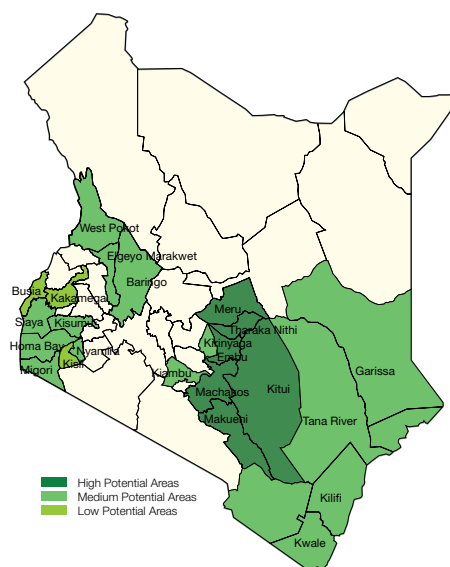 West Pokot
Elgeyo Marakwet
Baringo
Busia
Kakamega
Siaya
Kisumu
Homa Bay
Nyamira
Kisii
Migori
Meru
Tharaka Nithi
Kirinyaga
Embu
Kiambu
Machakos
Makueni
Kitui
Garissa
Tana River
Kilifi
Kwale
High Potential Areas
Medium Potential Areas
Low Potential Areas